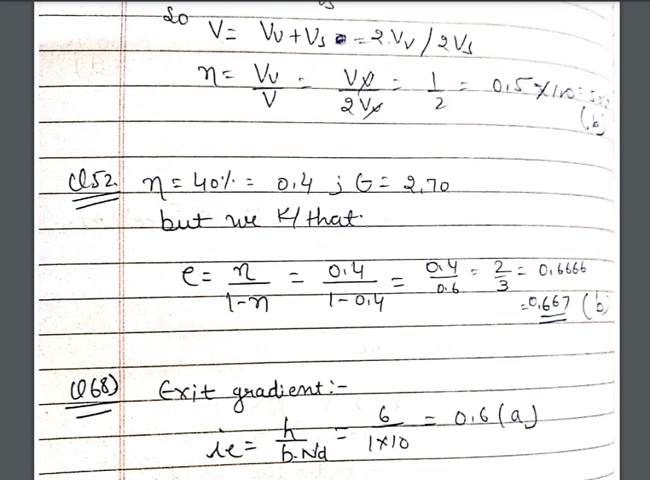 So V = Vv + Vs = 2Vv / 2Vs
η = Vv/V = Vv/2Vv = 1/2 = 0.5 × 100 =
(b)
Q52. η = 40% = 0.4 ; G = 2.70
but we K/ that
e = n/1-n = 0.4/1-0.4 = 0.4/0.6 = 2/3 = 0.6666
=0.667 (b)
Q68) Exit gradient :-
ie = h/b.Nd = 6/1×10 = 0.6 (a)